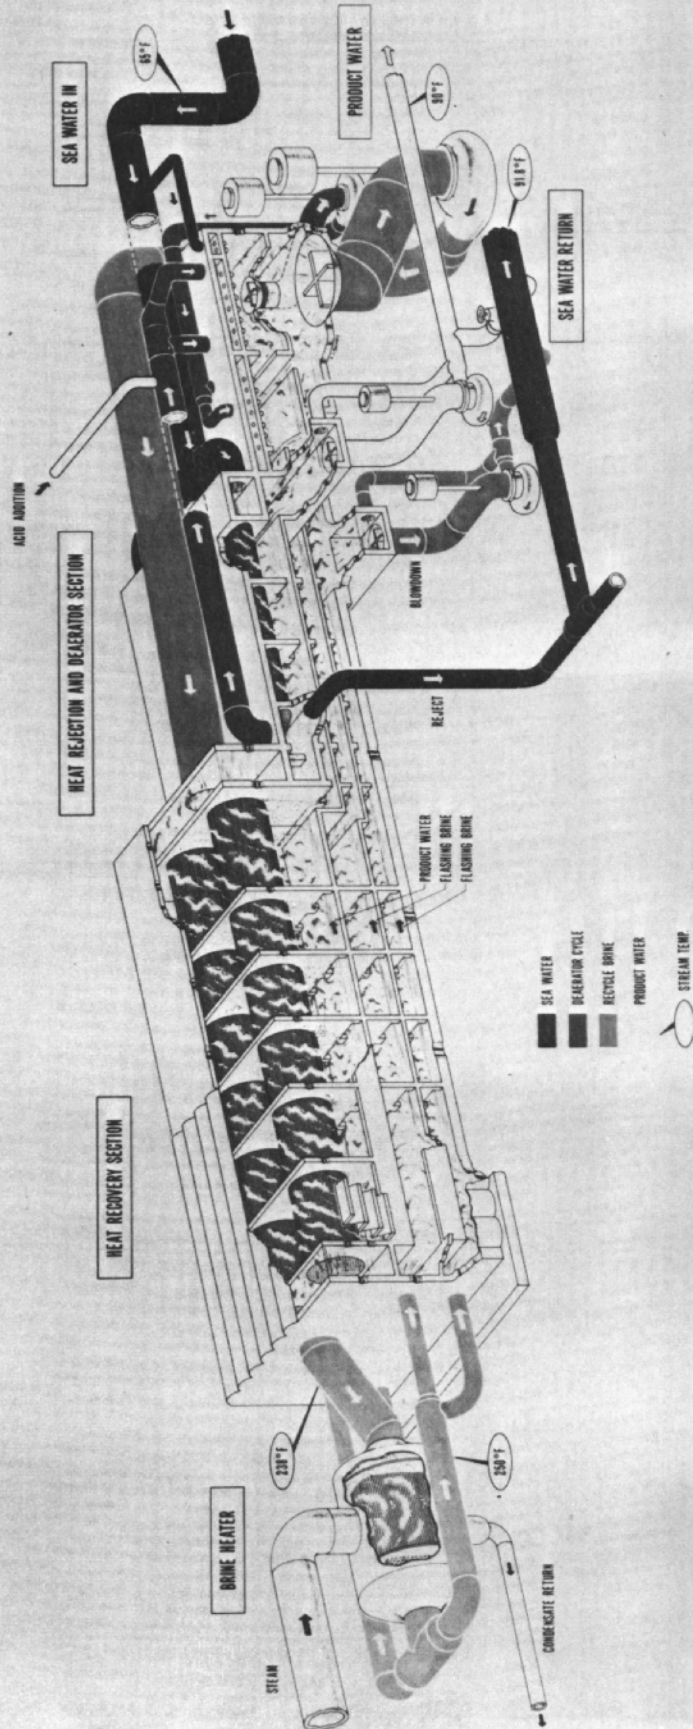 STEAM
BRINE HEATER
238°F
250°F
CONDENSATE RETURN
HEAT RECOVERY SECTION
PRODUCT WATER
FLASHING BRINE
FLASHING BRINE
HEAT REJECTION AND DEAERATOR SECTION
ACID ADDITION
REJECT
BLOWDOWN
SEA WATER IN
65°F
PRODUCT WATER
90°F
91.8°F
SEA WATER RETURN
SEA WATER
DEAERATOR CYCLE
RECYCLE BRINE
PRODUCT WATER
STREAM TEMP.